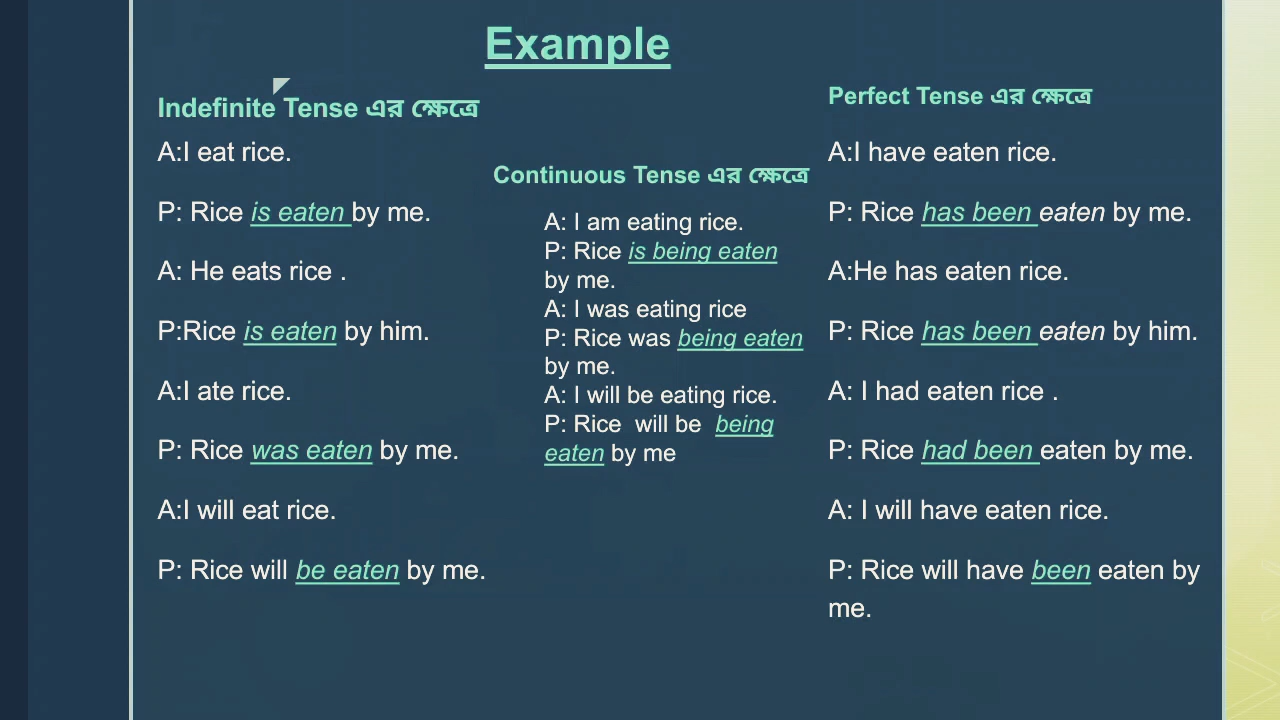 Example
Indefinite Tense এর ক্ষেত্রে
A:I eat rice.
P: Rice is eaten by me.
A: He eats rice .
P:Rice is eaten by him.
A:I ate rice.
P: Rice was eaten by me.
A:I will eat rice.
P: Rice will be eaten by me.
Continuous Tense এর ক্ষেত্রে
A: I am eating rice.
P: Rice is being eaten
by me.
A: I was eating rice
P: Rice was being eaten
by me.
A: I will be eating rice.
P: Rice will be being
eaten by me
Perfect Tense এর ক্ষেত্রে
A:I have eaten rice.
P: Rice has been eaten by me.
A:He has eaten rice.
P: Rice has been eaten by him.
A: I had eaten rice .
P: Rice had been eaten by me.
A: I will have eaten rice.
P: Rice will have been eaten by
me.